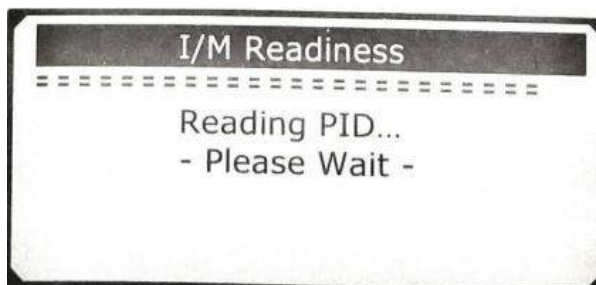 I/M Readiness
========================
Reading PID...
- Please Wait -